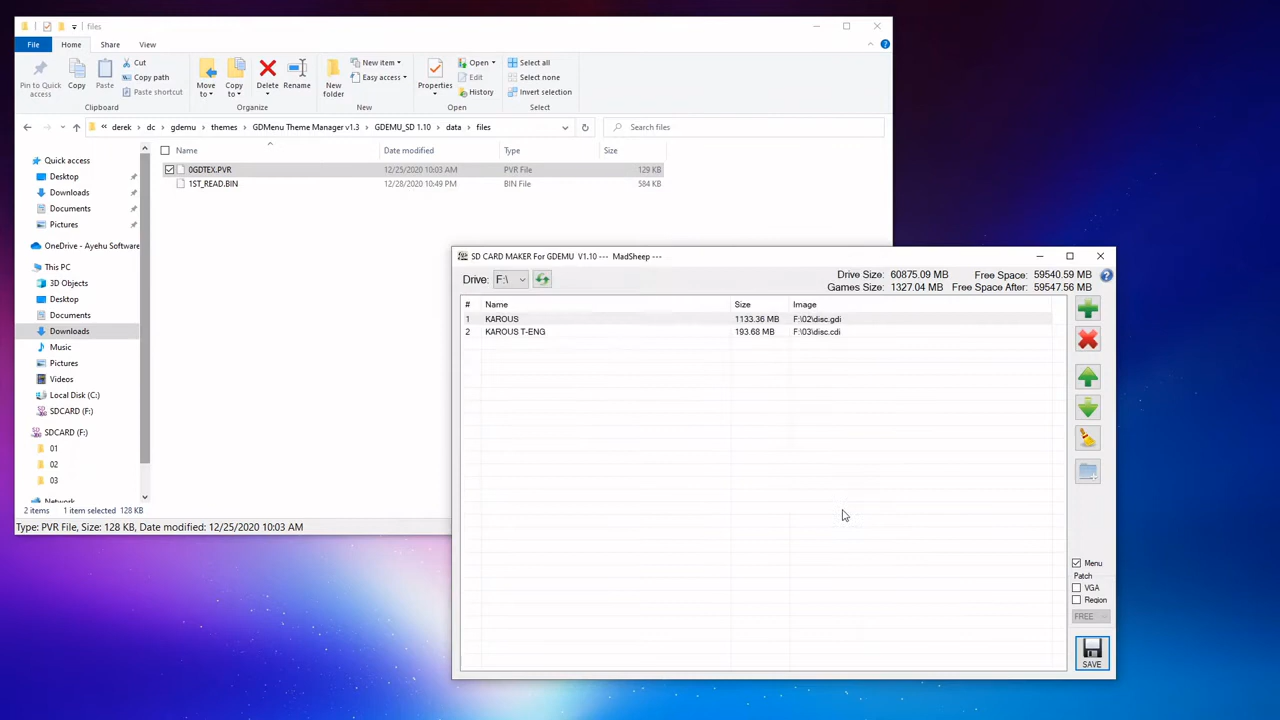 files
File Home Share View
Pin to Quick access
Copy
Paste
Cut
Copy path
Paste shortcut
Clipboard
Move to
Copy to
Delete
Rename
Organize
New folder
New item
Easy access
New
Properties
Open
Edit
History
Open
Select all
Select none
Invert selection
Select
« derek > dc > gdemu > themes > GDMenu Theme Manager v1.3 > GDEMU_SD 1.10 > data > files
Search files
Name Date modified Type Size
0GDTEX.PVR 12/25/2020 10:03 AM PVR File 129 KB
1ST_READ.BIN 12/28/2020 10:49 PM BIN File 584 KB
Quick access
Desktop
Downloads
Documents
Pictures
OneDrive - Ayehu Software
This PC
3D Objects
Desktop
Documents
Downloads
Music
Pictures
Videos
Local Disk (C:)
SDCARD (F:)
SDCARD (F:)
01
02
03
Network
2 items 1 item selected 128 KB
Type: PVR File, Size: 128 KB, Date modified: 12/25/2020 10:03 AM
SD CARD MAKER For GDEMU V1.10 --- MadSheep ---
Drive: F:\
Drive Size: 60875.09 MB Free Space: 59540.59 MB
Games Size: 1327.04 MB Free Space After: 59547.56 MB
# Name Size Image
1 KAROUS 1133.36 MB F:\02\disc.gdi
2 KAROUS T-ENG 193.68 MB F:\03\disc.cdi
Menu
Patch
VGA
Region
FREE
SAVE